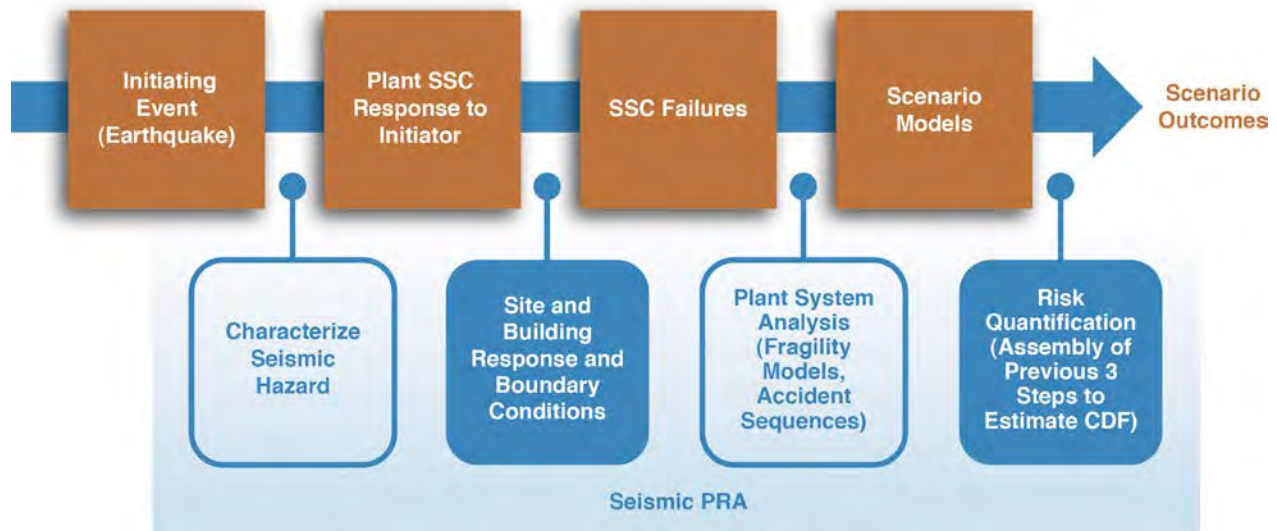 Initiating
Event
(Earthquake)
Plant SSC
Response to
Initiator
SSC Failures
Scenario
Models
Scenario
Outcomes
Characterize
Seismic
Hazard
Site and
Building
Response and
Boundary
Conditions
Plant System
Analysis
(Fragility
Models,
Accident
Sequences)
Risk
Quantification
(Assembly of
Previous 3
Steps to
Estimate CDF)
Seismic PRA